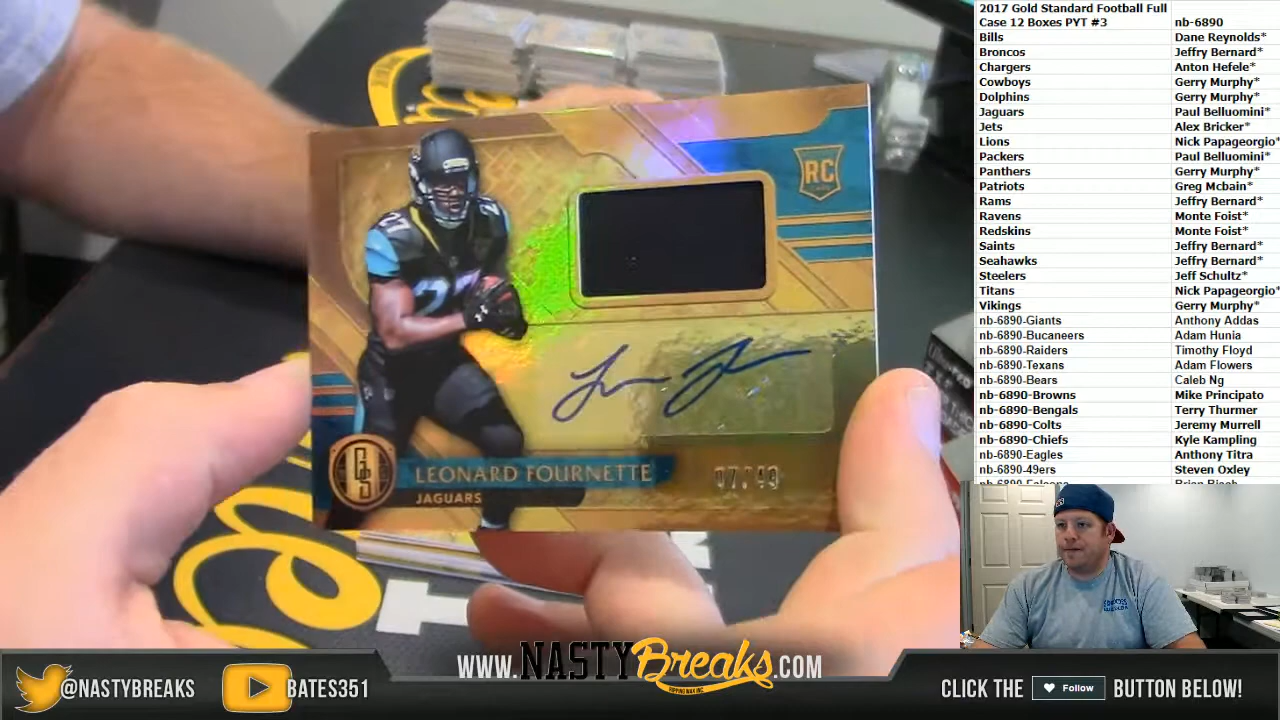 2017 Gold Standard Football Full
Case 12 Boxes PYT #3 nb-6890
Bills Dane Reynolds*
Broncos Jeffry Bernard*
Chargers Anton Hefele*
Cowboys Gerry Murphy*
Dolphins Gerry Murphy*
Jaguars Paul Belluomini*
Jets Alex Bricker*
Lions Nick Papageorgio*
Packers Paul Belluomini*
Panthers Gerry Murphy*
Patriots Greg Mcbain*
Rams Jeffry Bernard*
Ravens Monte Foist*
Redskins Monte Foist*
Saints Jeffry Bernard*
Seahawks Jeffry Bernard*
Steelers Jeff Schultz*
Titans Nick Papageorgio*
Vikings Gerry Murphy*
nb-6890-Giants Anthony Addas
nb-6890-Bucaneers Adam Hunia
nb-6890-Raiders Timothy Floyd
nb-6890-Texans Adam Flowers
nb-6890-Bears Caleb Ng
nb-6890-Browns Mike Principato
nb-6890-Bengals Terry Thurmer
nb-6890-Colts Jeremy Murrell
nb-6890-Chiefs Kyle Kampling
nb-6890-Eagles Anthony Titra
nb-6890-49ers Steven Oxley
RC
27
27
GS
LEONARD FOURNETTE
JAGUARS
07/49
WWW.NASTYBreaks.COM
@NASTYBREAKS
BATES351
CLICK THE Follow BUTTON BELOW!